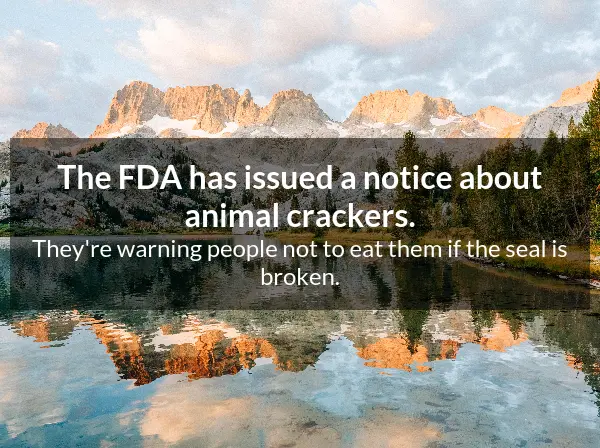 The FDA has issued a notice about
animal crackers.
They're warning people not to eat them if the seal is
broken.